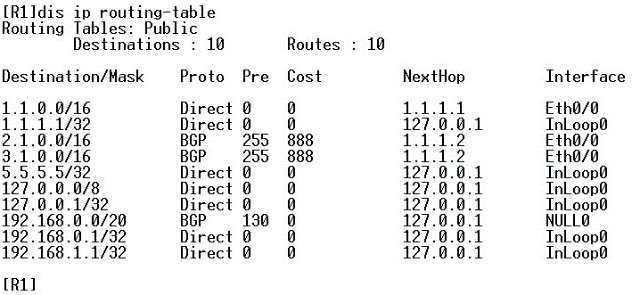 [R1]dis ip routing-table
Routing Tables: Public
Destinations : 10 Routes : 10
Destination/Mask Proto Pre Cost NextHop Interface
1.1.0.0/16 Direct 0 0 1.1.1.1 Eth0/0
1.1.1.1/32 Direct 0 0 127.0.0.1 InLoop0
2.1.0.0/16 BGP 255 888 1.1.1.2 Eth0/0
3.1.0.0/16 BGP 255 888 1.1.1.2 Eth0/0
5.5.5.5/32 Direct 0 0 127.0.0.1 InLoop0
127.0.0.0/8 Direct 0 0 127.0.0.1 InLoop0
127.0.0.1/32 Direct 0 0 127.0.0.1 InLoop0
192.168.0.0/20 BGP 130 0 127.0.0.1 NULL0
192.168.0.1/32 Direct 0 0 127.0.0.1 InLoop0
192.168.1.1/32 Direct 0 0 127.0.0.1 InLoop0
[R1]